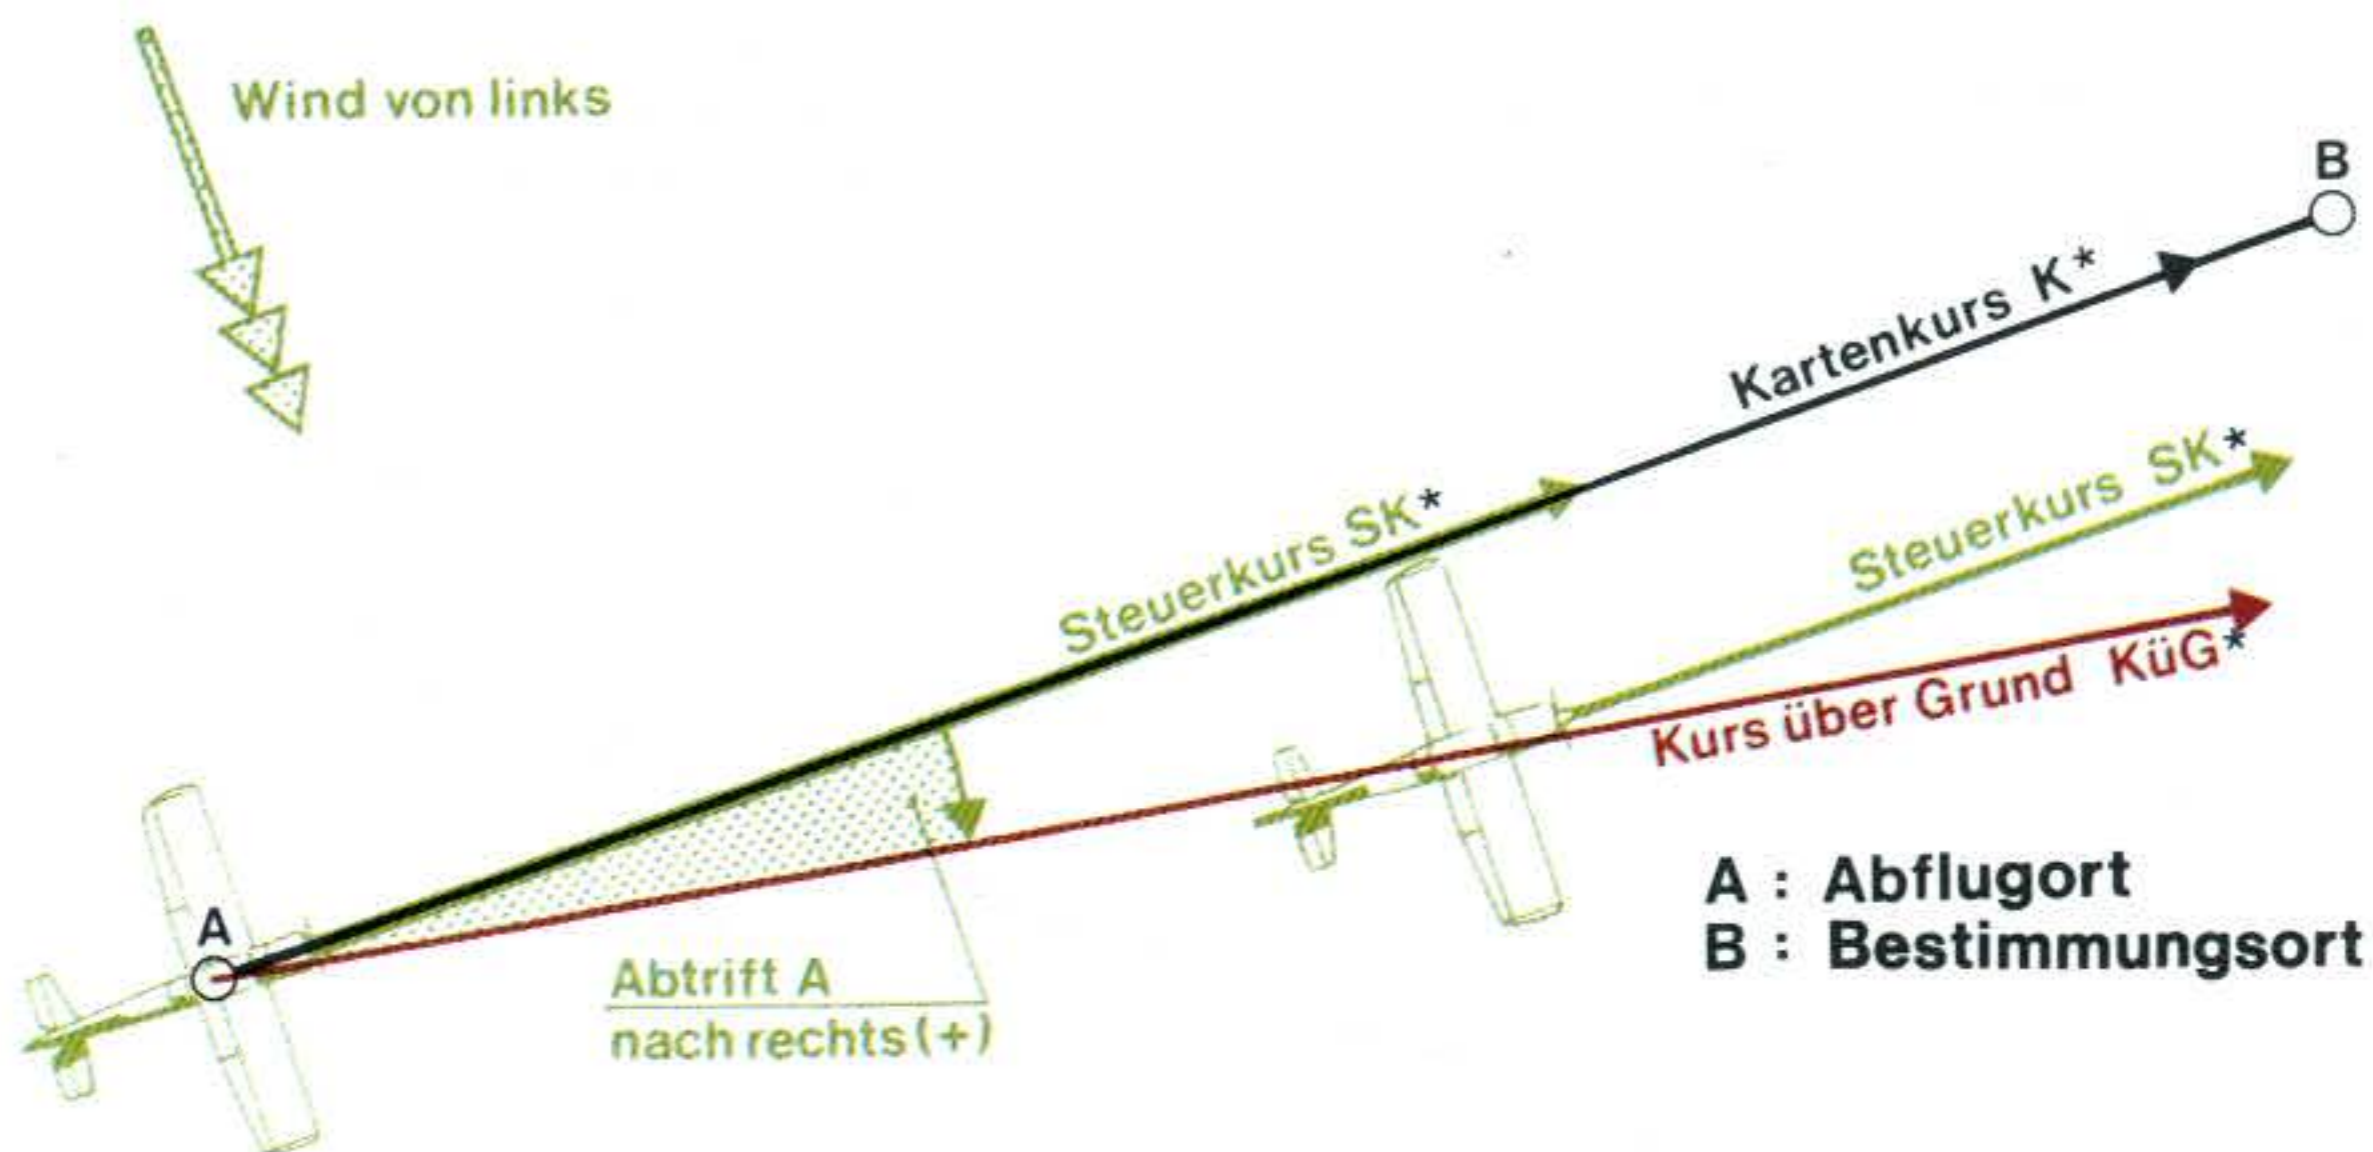 Wind von links
B
Kartenkurs K*
Steuerkurs SK*
Steuerkurs SK*
Kurs über Grund KüG*
A
Abtrift A
nach rechts (+)
A : Abflugort
B : Bestimmungsort